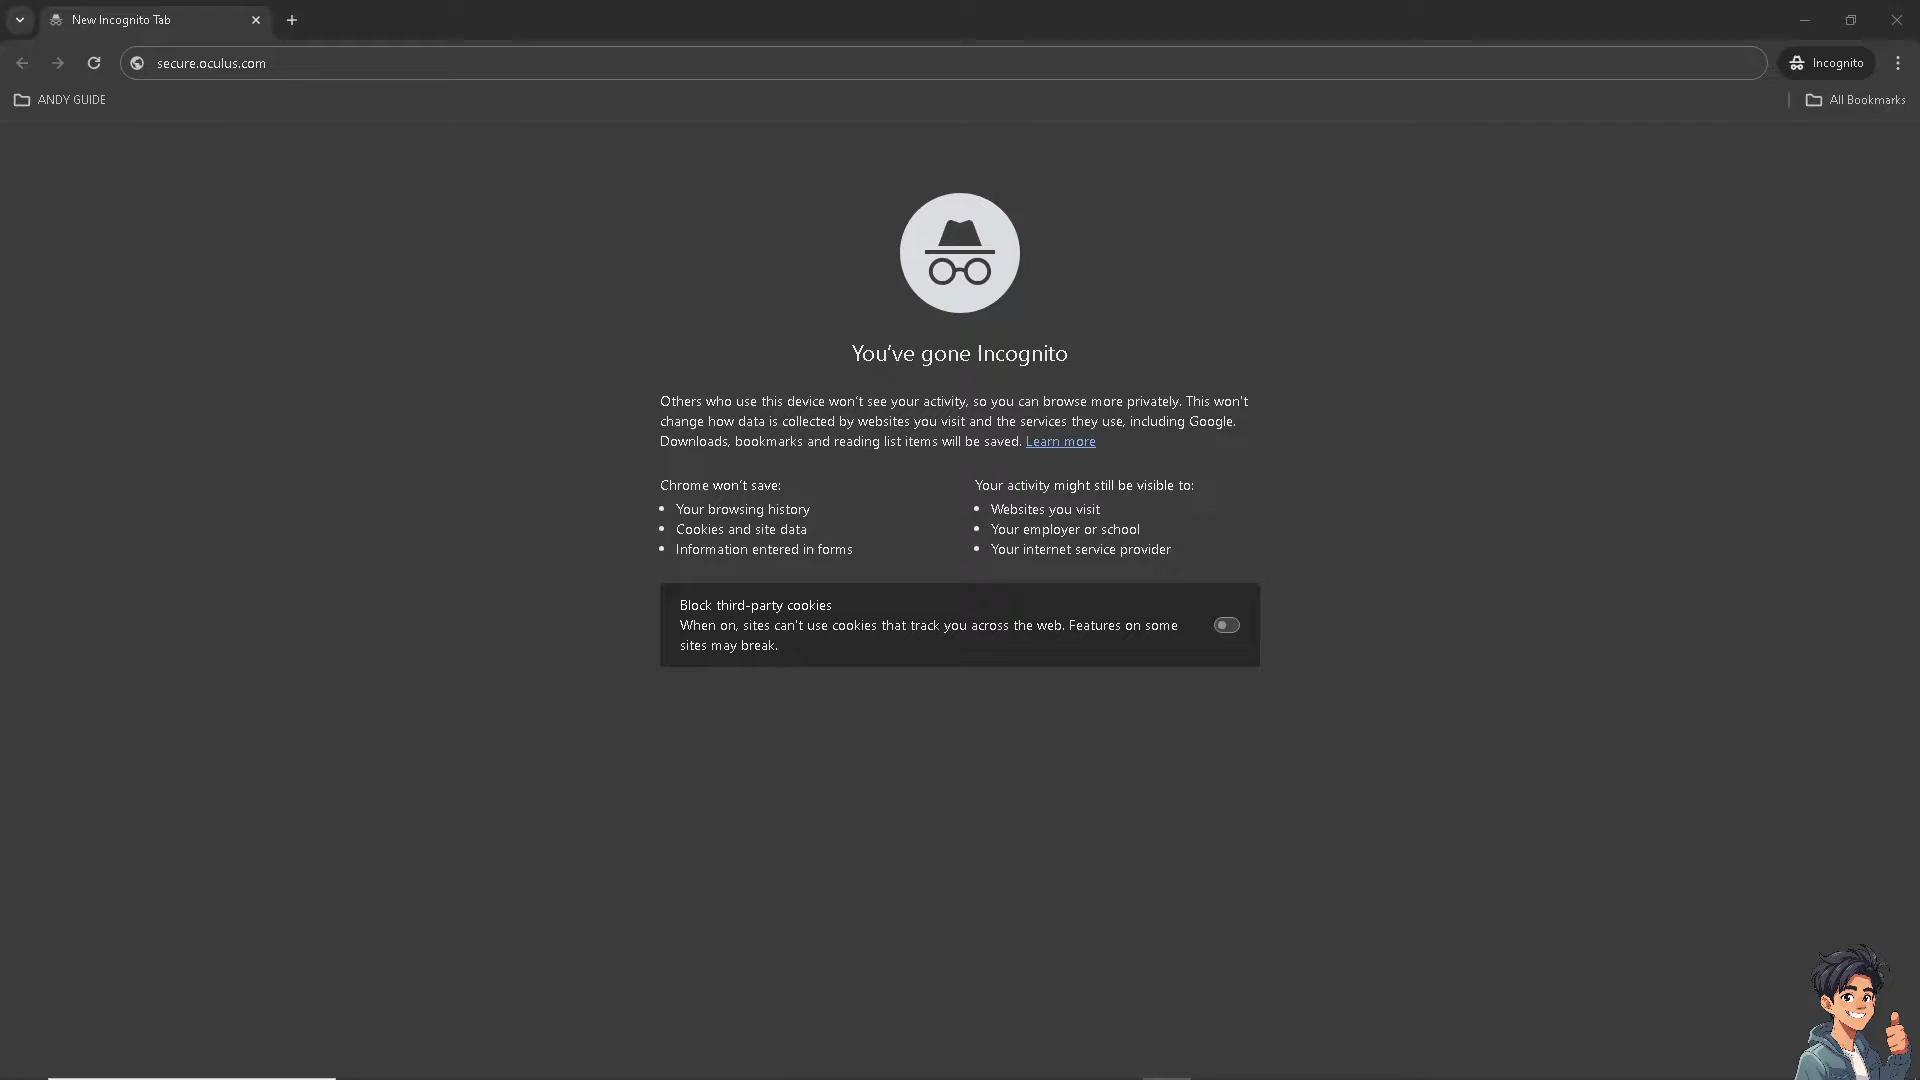 New Incognito Tab
secure.oculus.com
Incognito
ANDY GUIDE
All Bookmarks
You’ve gone Incognito
Others who use this device won’t see your activity, so you can browse more privately. This won't
change how data is collected by websites you visit and the services they use, including Google.
Downloads, bookmarks and reading list items will be saved. Learn more
Chrome won’t save:
Your browsing history
Cookies and site data
Information entered in forms
Your activity might still be visible to:
Websites you visit
Your employer or school
Your internet service provider
Block third-party cookies
When on, sites can't use cookies that track you across the web. Features on some
sites may break.